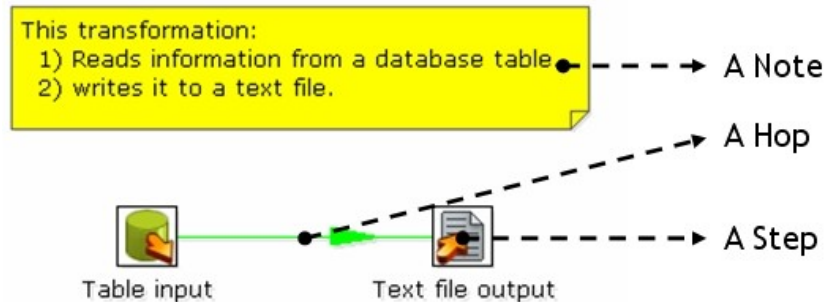 This transformation:
1) Reads information from a database table
2) writes it to a text file.
A Note
A Hop
A Step
Table input
Text file output